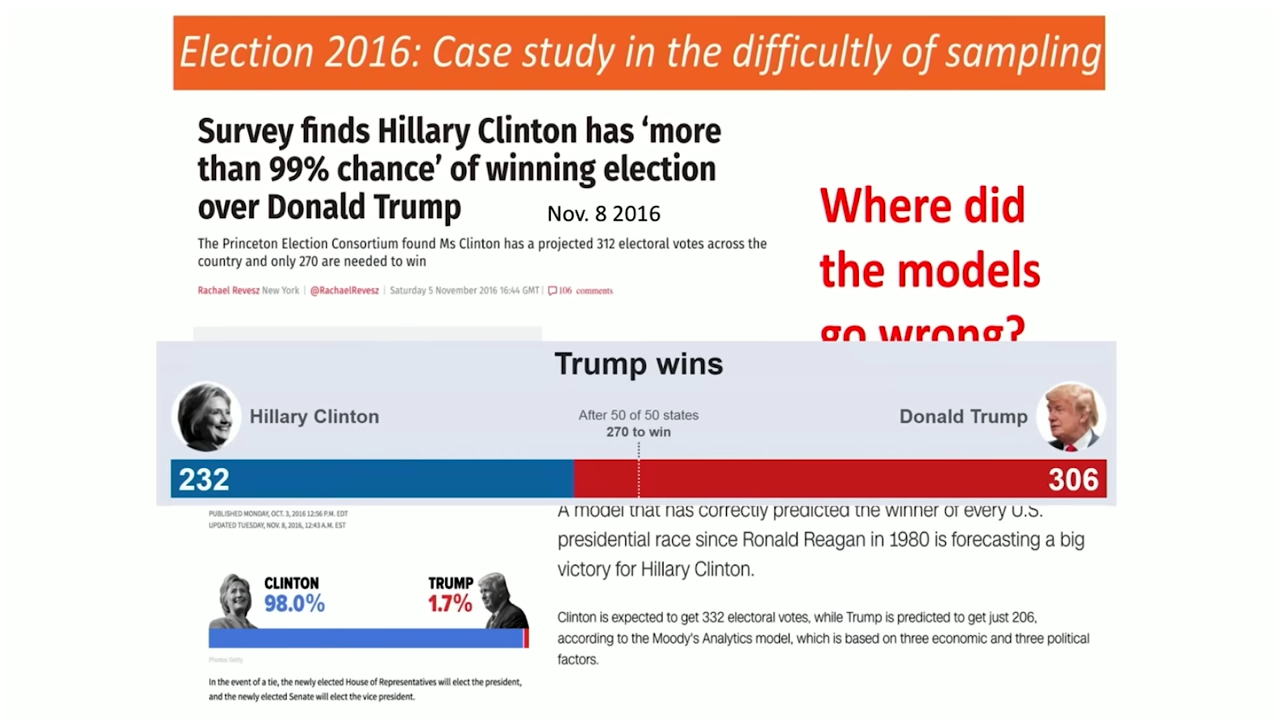 Election 2016: Case study in the difficultly of sampling
Survey finds Hillary Clinton has ‘more
than 99% chance’ of winning election
over Donald Trump
Nov. 8 2016
The Princeton Election Consortium found Ms Clinton has a projected 312 electoral votes across the
country and only 270 are needed to win
Rachael Revesz New York | @RachaelRevesz | Saturday 5 November 2016 16:44 GMT | 106 comments
Where did
the models
go wrong?
Trump wins
Hillary Clinton
After 50 of 50 states
270 to win
Donald Trump
232
306
PUBLISHED MONDAY, OCT. 3, 2016 12:56 P.M. EDT
UPDATED TUESDAY, NOV. 8, 2016, 12:43 A.M. EST
CLINTON
98.0%
TRUMP
1.7%
Photos: Getty
In the event of a tie, the newly elected House of Representatives will elect the president,
and the newly elected Senate will elect the vice president.
A model that has correctly predicted the winner of every U.S.
presidential race since Ronald Reagan in 1980 is forecasting a big
victory for Hillary Clinton.
Clinton is expected to get 332 electoral votes, while Trump is predicted to get just 206,
according to the Moody's Analytics model, which is based on three economic and three political
factors.